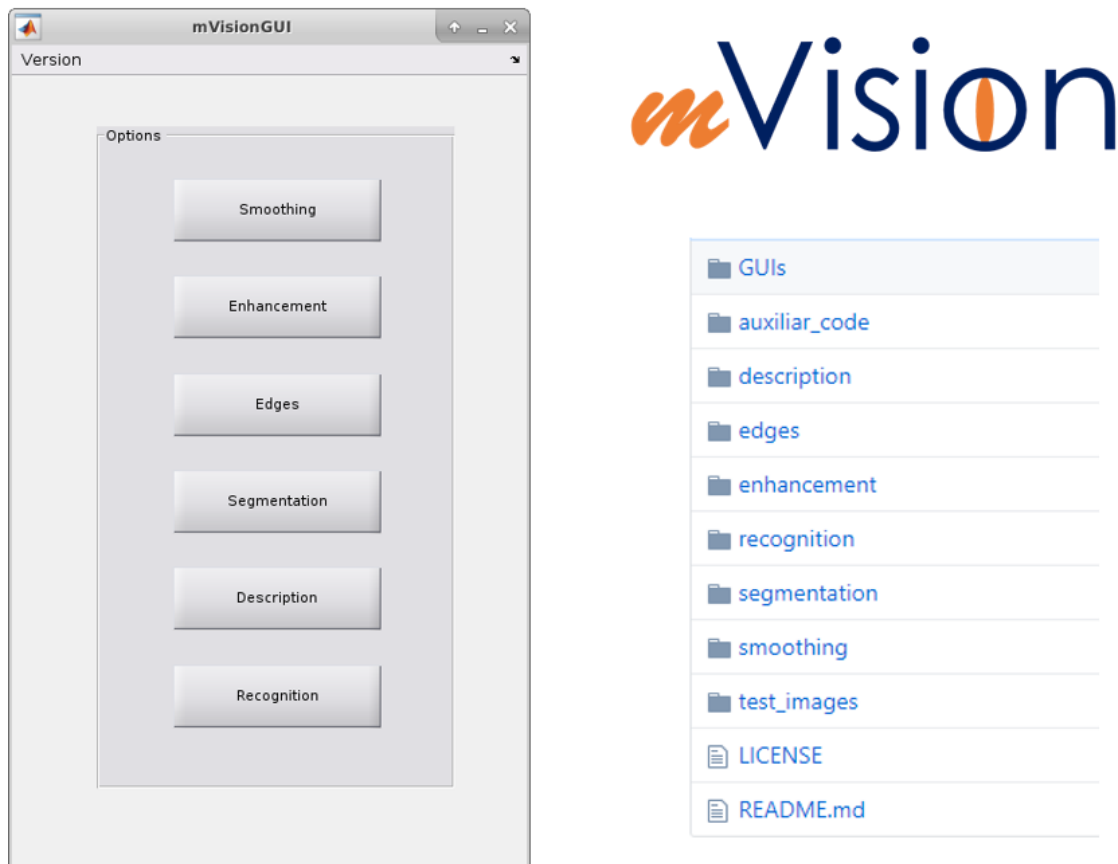 mVisionGUI
Version
Options
Smoothing
Enhancement
Edges
Segmentation
Description
Recognition
mVision
GUIs
auxiliar_code
description
edges
enhancement
recognition
segmentation
smoothing
test_images
LICENSE
README.md